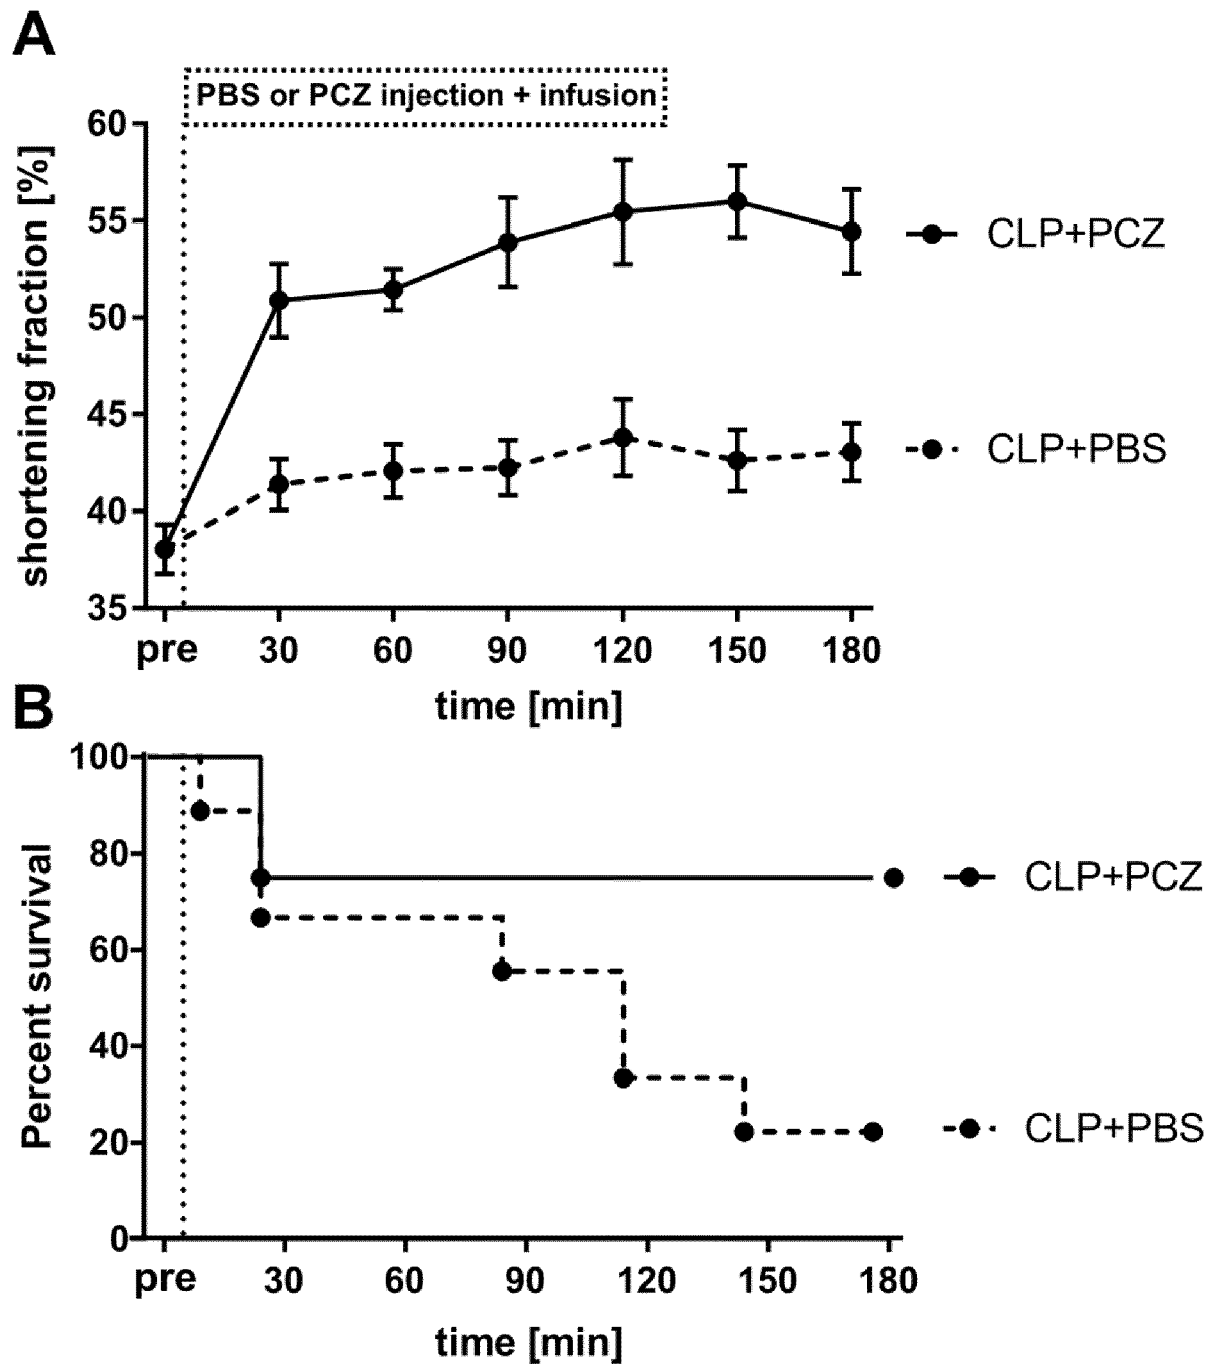 A
PBS or PCZ injection + infusion
shortening fraction [%]
60
55
50
45
40
35
CLP+PCZ
CLP+PBS
pre 30 60 90 120 150 180
time [min]
B
Percent survival
100
80
60
40
20
0
CLP+PCZ
CLP+PBS
pre 30 60 90 120 150 180
time [min]